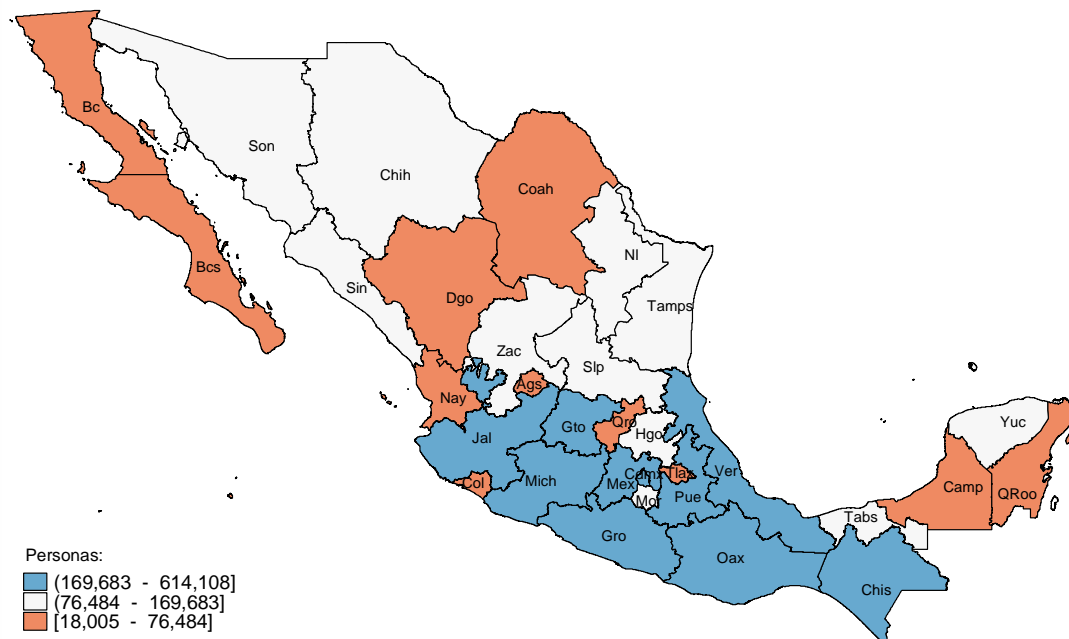 Bc
Son
Chih
Coah
Nl
Bcs
Sin
Dgo
Tamps
Zac
Slp
Nay
Ags
Yuc
Jal
Gto
Qro
Hgo
Col
Mich
Mex
Cdmx
Tlax
Ver
Mor
Pue
Camp
QRoo
Tabs
Gro
Oax
Chis
Personas:
(169,683 - 614,108]
(76,484 - 169,683]
[18,005 - 76,484]